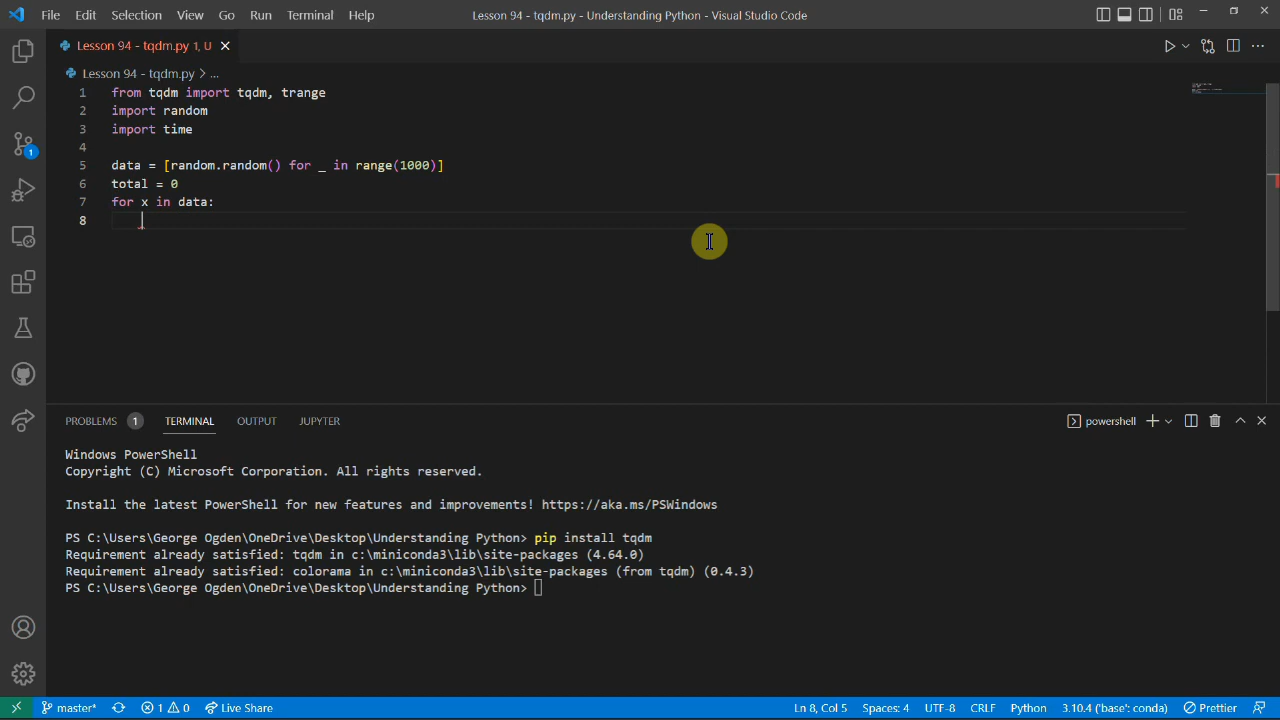 File Edit Selection View Go Run Terminal Help
Lesson 94 - tqdm.py - Understanding Python - Visual Studio Code
Lesson 94 - tqdm.py 1, U
Lesson 94 - tqdm.py > ...
1 from tqdm import tqdm, trange
2 import random
3 import time
4
5 data = [random.random() for _ in range(1000)]
6 total = 0
7 for x in data:
8
1
PROBLEMS 1 TERMINAL OUTPUT JUPYTER
powershell
Windows PowerShell
Copyright (C) Microsoft Corporation. All rights reserved.
Install the latest PowerShell for new features and improvements! https://aka.ms/PSWindows
PS C:\Users\George Ogden\OneDrive\Desktop\Understanding Python> pip install tqdm
Requirement already satisfied: tqdm in c:\miniconda3\lib\site-packages (4.64.0)
Requirement already satisfied: colorama in c:\miniconda3\lib\site-packages (from tqdm) (0.4.3)
PS C:\Users\George Ogden\OneDrive\Desktop\Understanding Python>
master* 1 0 Live Share
Ln 8, Col 5 Spaces: 4 UTF-8 CRLF Python 3.10.4 ('base': conda) Prettier